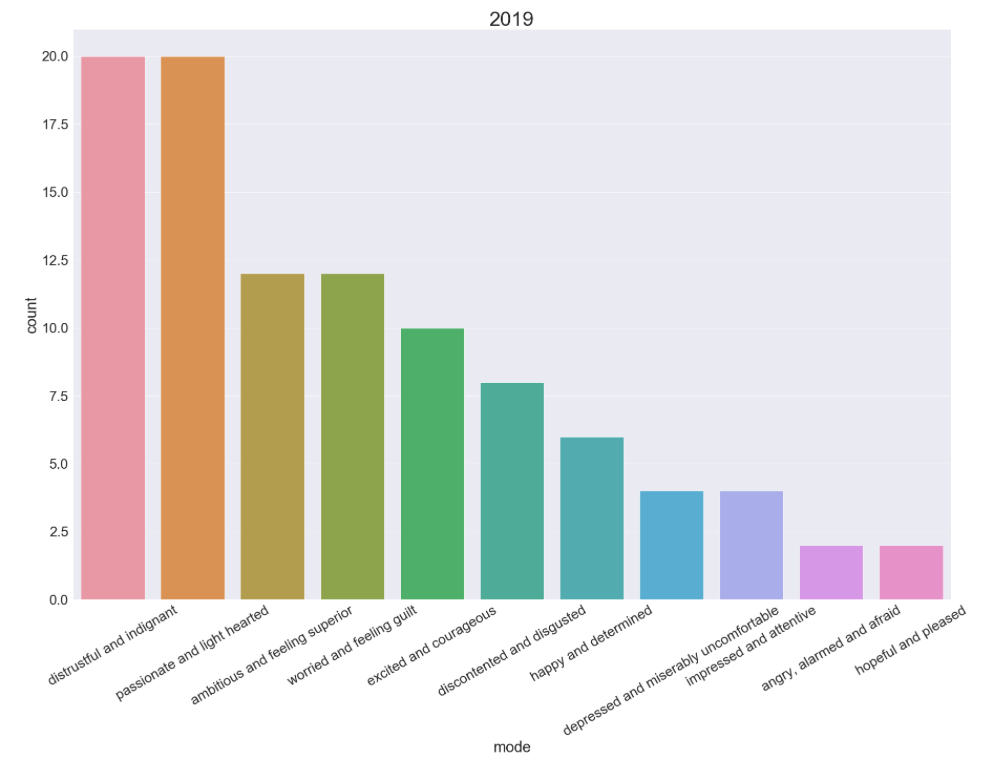 2019
20.0
17.5
15.0
12.5
10.0
7.5
5.0
2.5
0.0
count
distrustful and indignant
passionate and light hearted
ambitious and feeling superior
worried and feeling guilt
excited and courageous
discontented and disgusted
happy and determined
depressed and miserably uncomfortable
impressed and attentive
angry, alarmed and afraid
hopeful and pleased
mode